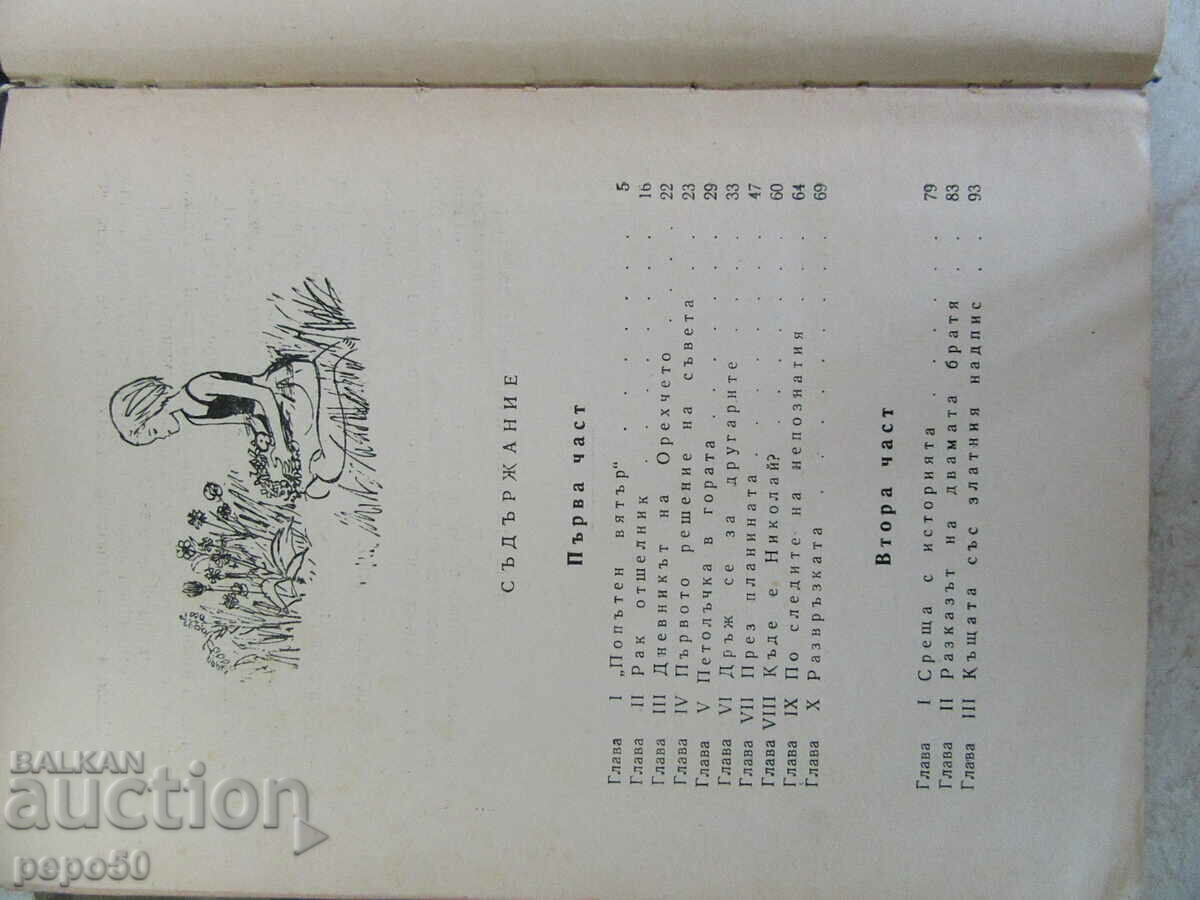 СЪДЪРЖАНИЕ
Първа част
Глава I „Попътен вятър“ . . . . . . 5
Глава II Рак отшелник . . . . . . . 16
Глава III Дневникът на Орехчето . . . . 22
Глава IV Първото решение на съвета . . 23
Глава V Петолъчка в гората . . . . . 29
Глава VI Дръж се за другарите . . . . 33
Глава VII През планината . . . . . . 47
Глава VIII Къде е Николай? . . . . . . 60
Глава IX По следите на непознатия . . . 64
Глава X Развръзката . . . . . . . 69
Втора част
Глава I Среща с историята . . . . . 79
Глава II Разказът на двамата братя . . 83
Глава III Къщата със златния надпис . . 93
BALKAN
auction
pepo50